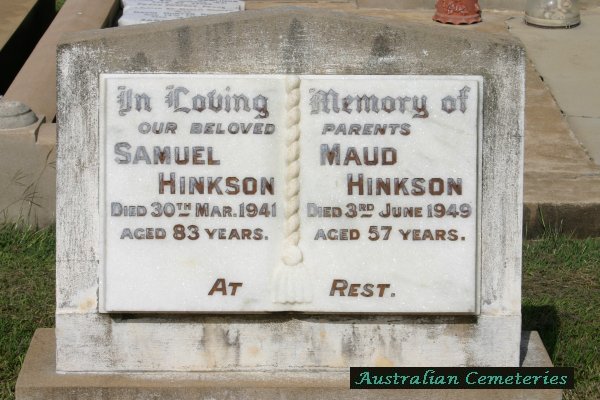 In Loving Memory of
OUR BELOVED PARENTS
SAMUEL
HINKSON
DIED 30TH MAR. 1941
AGED 83 YEARS.
MAUD
HINKSON
DIED 3RD JUNE 1949
AGED 57 YEARS.
AT REST.
Australian Cemeteries